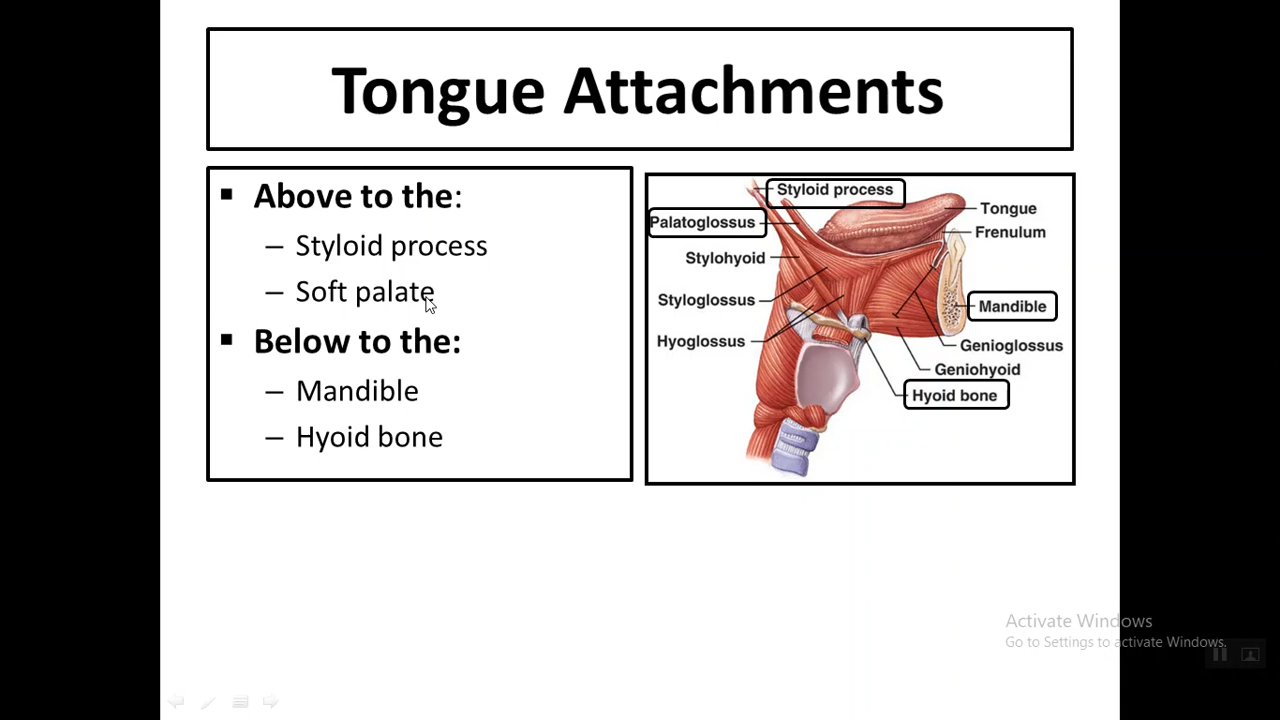 Tongue Attachments
▪ Above to the:
– Styloid process
– Soft palate
▪ Below to the:
– Mandible
– Hyoid bone
Styloid process
Palatoglossus
Stylohyoid
Styloglossus
Hyoglossus
Tongue
Frenulum
Mandible
Genioglossus
Geniohyoid
Hyoid bone
Activate Windows
Go to Settings to activate Windows.